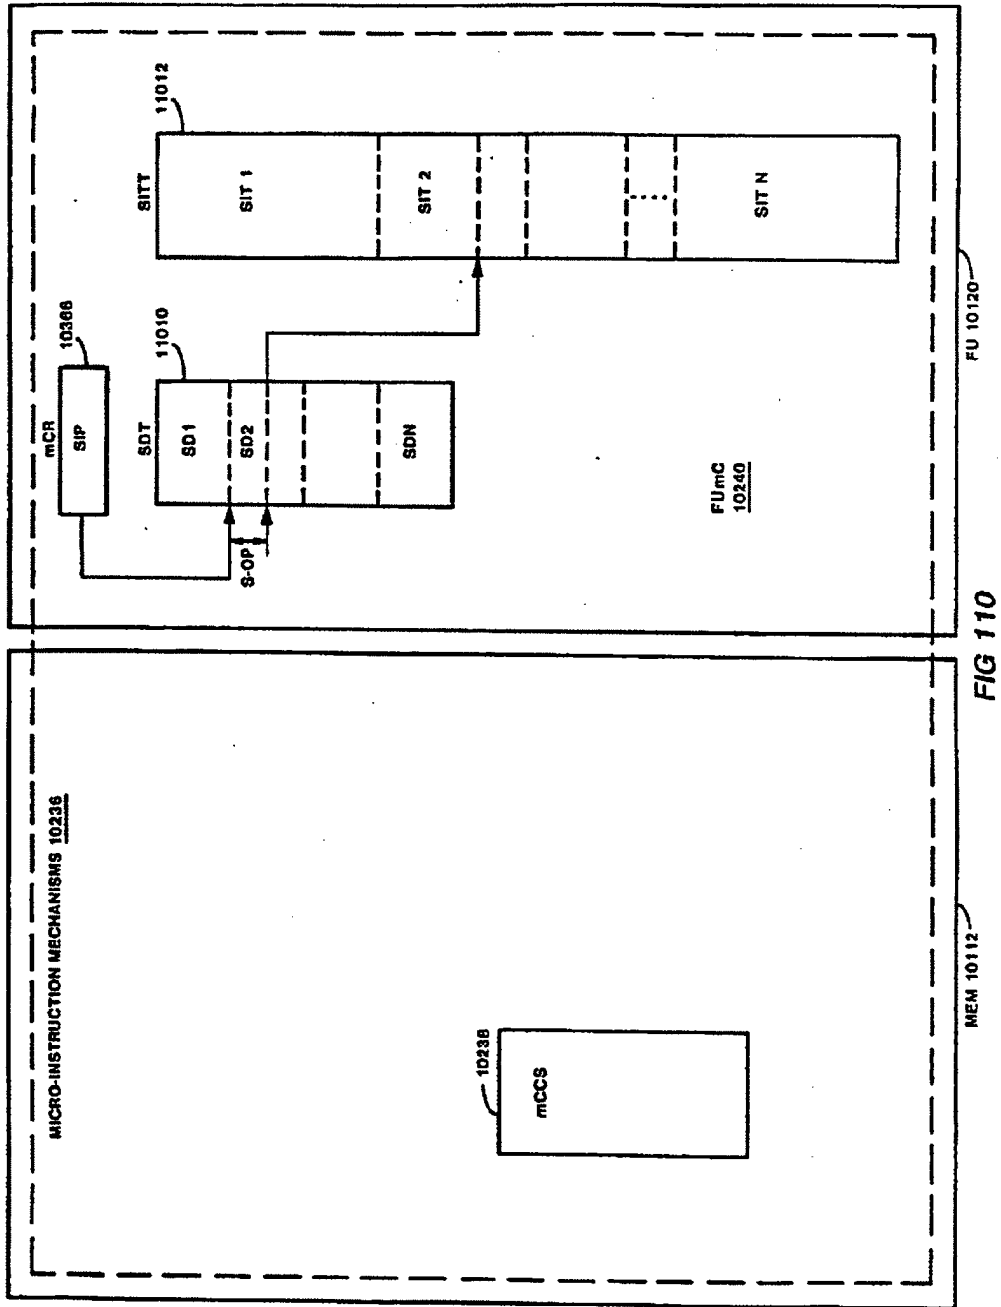 MICRO-INSTRUCTION MECHANISMS 10236
10238
mCCS
MEM 10112
mCR
SIP
10366
SDT
11010
SD1
SD2
SDN
S-OP
SITT
11012
SIT 1
SIT 2
SIT N
FUmC
10240
FU 10120
FIG 110